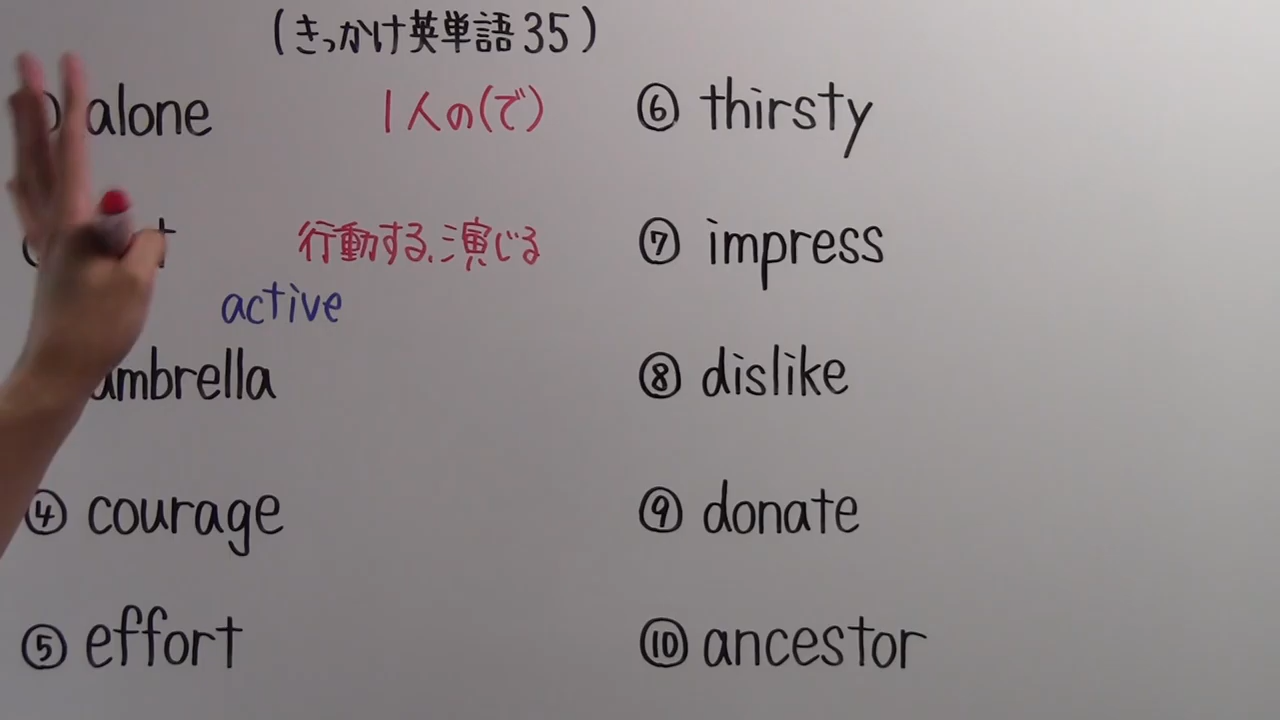 (きっかけ英単語35)
alone 1人の(で)
行動する、演じる
active
umbrella
④ courage
⑤ effort
⑥ thirsty
⑦ impress
⑧ dislike
⑨ donate
⑩ ancestor